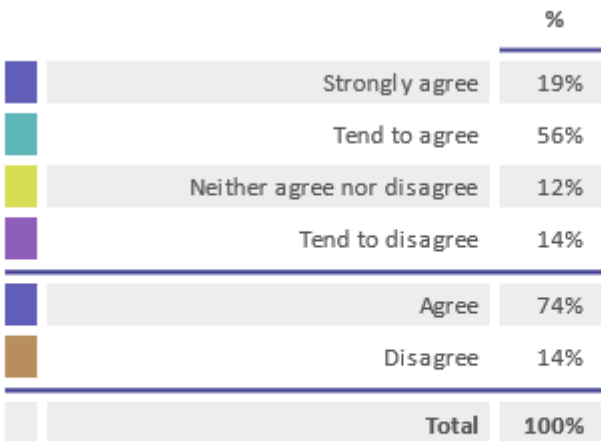 %
Strongly agree 19%
Tend to agree 56%
Neither agree nor disagree 12%
Tend to disagree 14%
Agree 74%
Disagree 14%
Total 100%